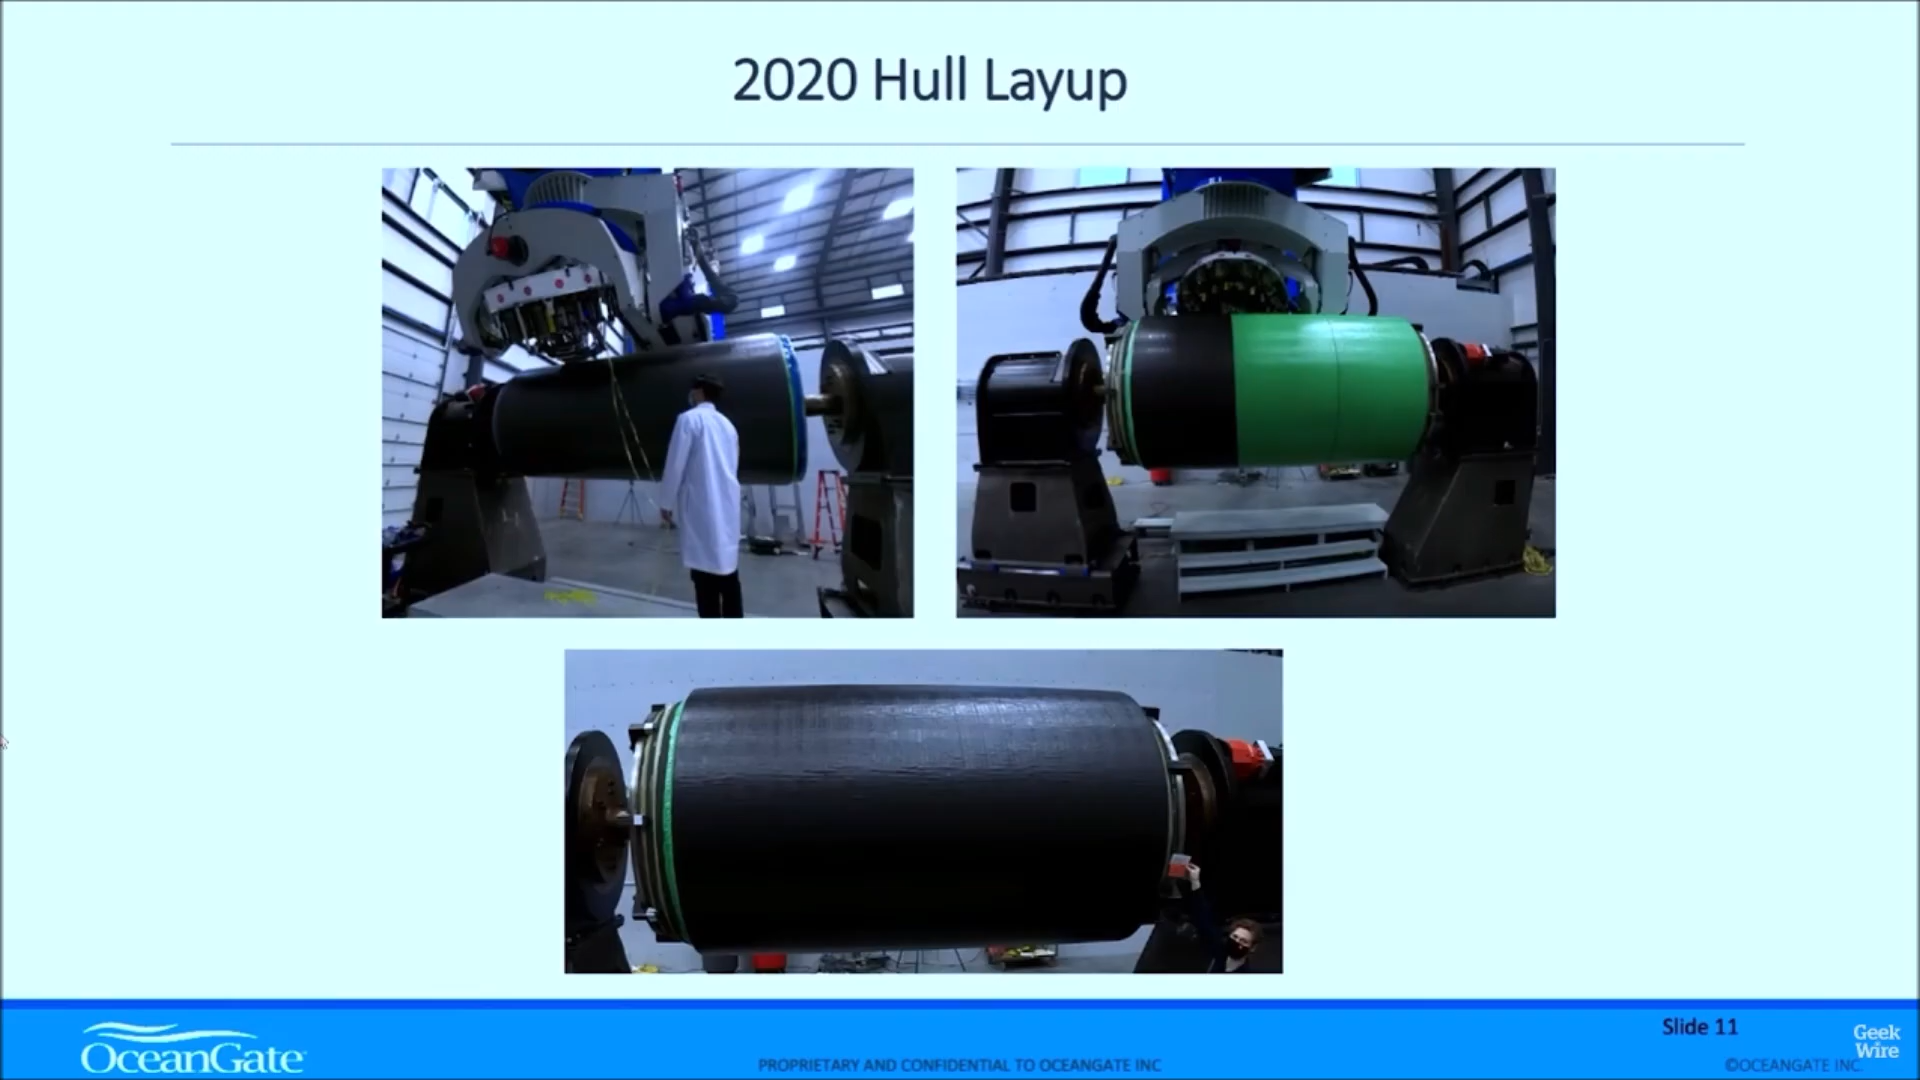 2020 Hull Layup
Slide 11
OceanGate
PROPRIETARY AND CONFIDENTIAL TO OCEANGATE INC
©OCEANGATE INC.
Geek
Wire